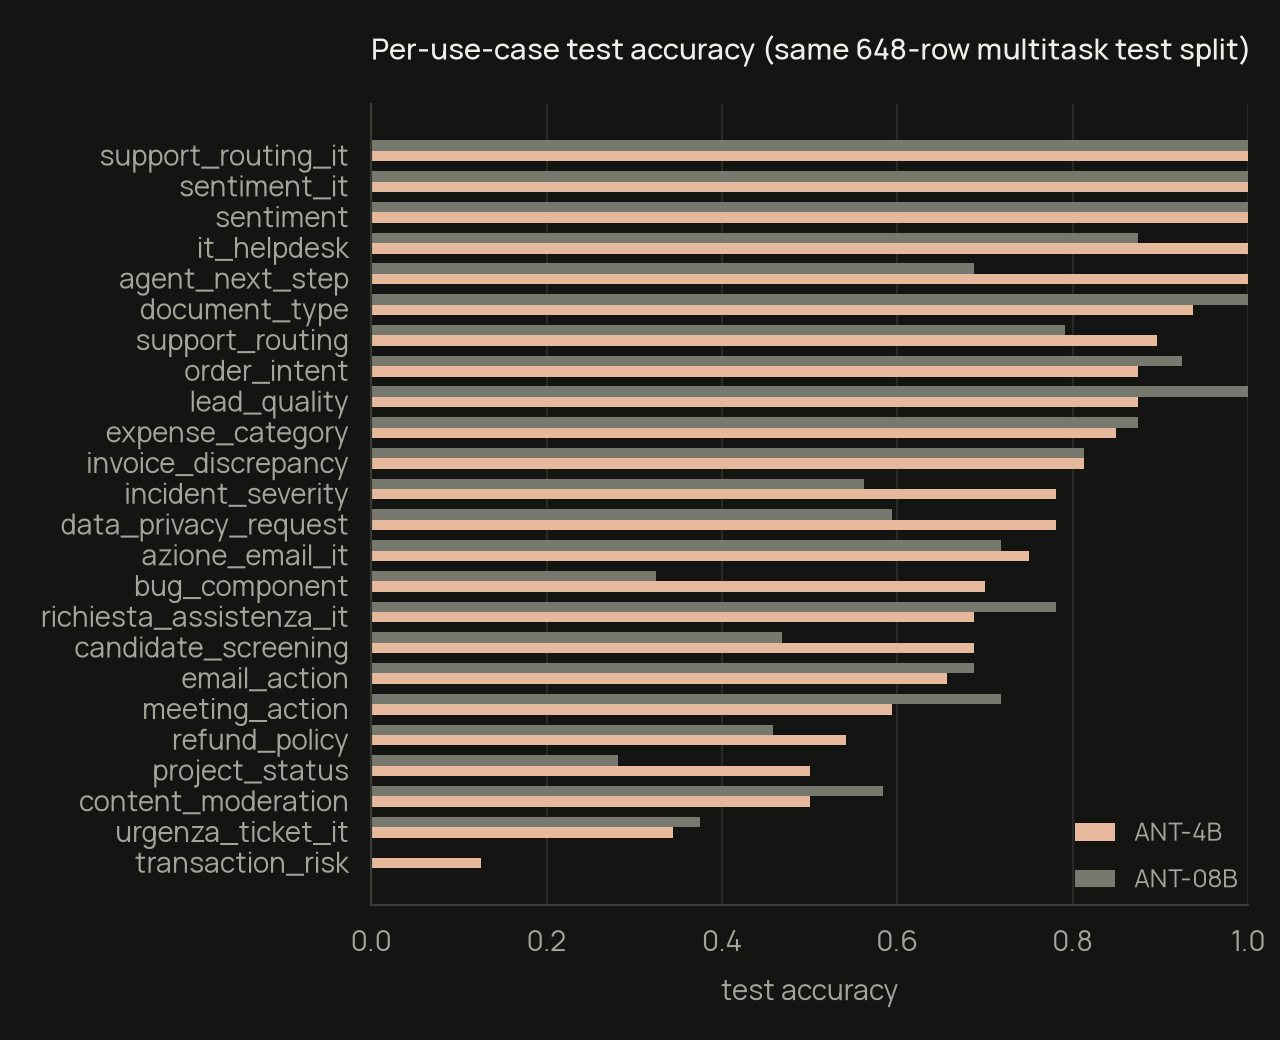 Per-use-case test accuracy (same 648-row multitask test split)
support_routing_it
sentiment_it
sentiment
it_helpdesk
agent_next_step
document_type
support_routing
order_intent
lead_quality
expense_category
invoice_discrepancy
incident_severity
data_privacy_request
azione_email_it
bug_component
richiesta_assistenza_it
candidate_screening
email_action
meeting_action
refund_policy
project_status
content_moderation
urgenza_ticket_it
transaction_risk
ANT-4B
ANT-08B
0.0 0.2 0.4 0.6 0.8 1.0
test accuracy